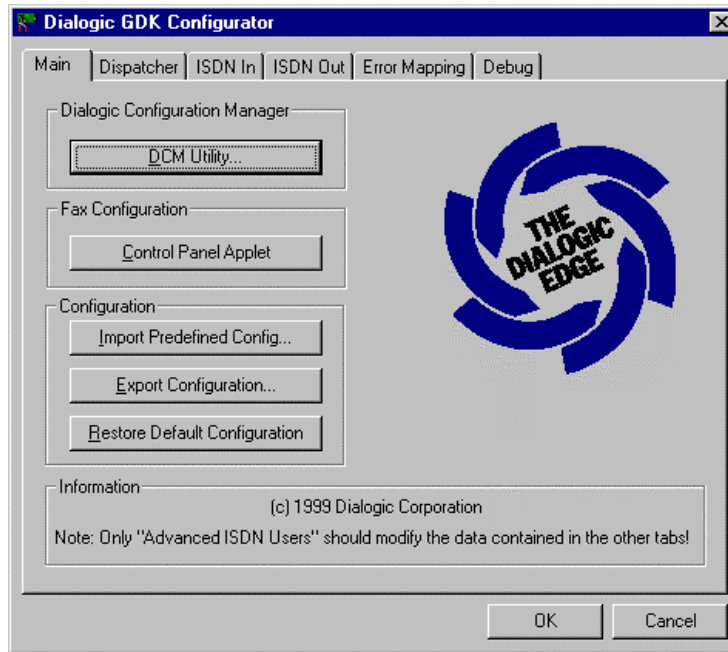 Dialogic GDK Configurator
Main Dispatcher ISDN In ISDN Out Error Mapping Debug
Dialogic Configuration Manager
DCM Utility...
Fax Configuration
Control Panel Applet
Configuration
Import Predefined Config...
Export Configuration...
Restore Default Configuration
THE
DIALOGIC
EDGE
Information
(c) 1999 Dialogic Corporation
Note: Only "Advanced ISDN Users" should modify the data contained in the other tabs!
OK Cancel